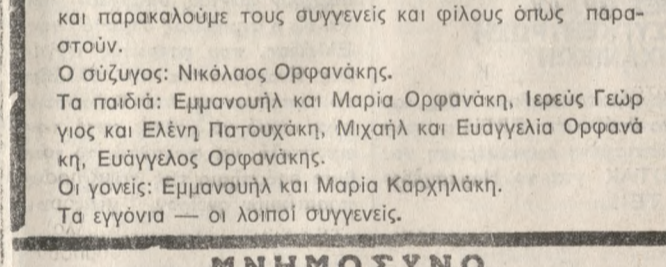 και παρακαλούμε τους συγγενείς και φίλους όπως παρα-
στούν.
Ο σύζυγος: Νικόλαος Ορφανάκης.
Τα παιδιά: Εμμανουήλ και Μαρία Ορφανάκη, Ιερεύς Γεώρ
γιος και Ελένη Πατουχάκη, Μιχαήλ και Ευαγγελία Ορφανά
κη, Ευάγγελος Ορφανάκης.
Οι γονείς: Εμμανουήλ και Μαρία Καρχηλάκη.
Τα εγγόνια — οι λοιποί συγγενείς.
ΜΝΗΜΟΣΥΝΟ